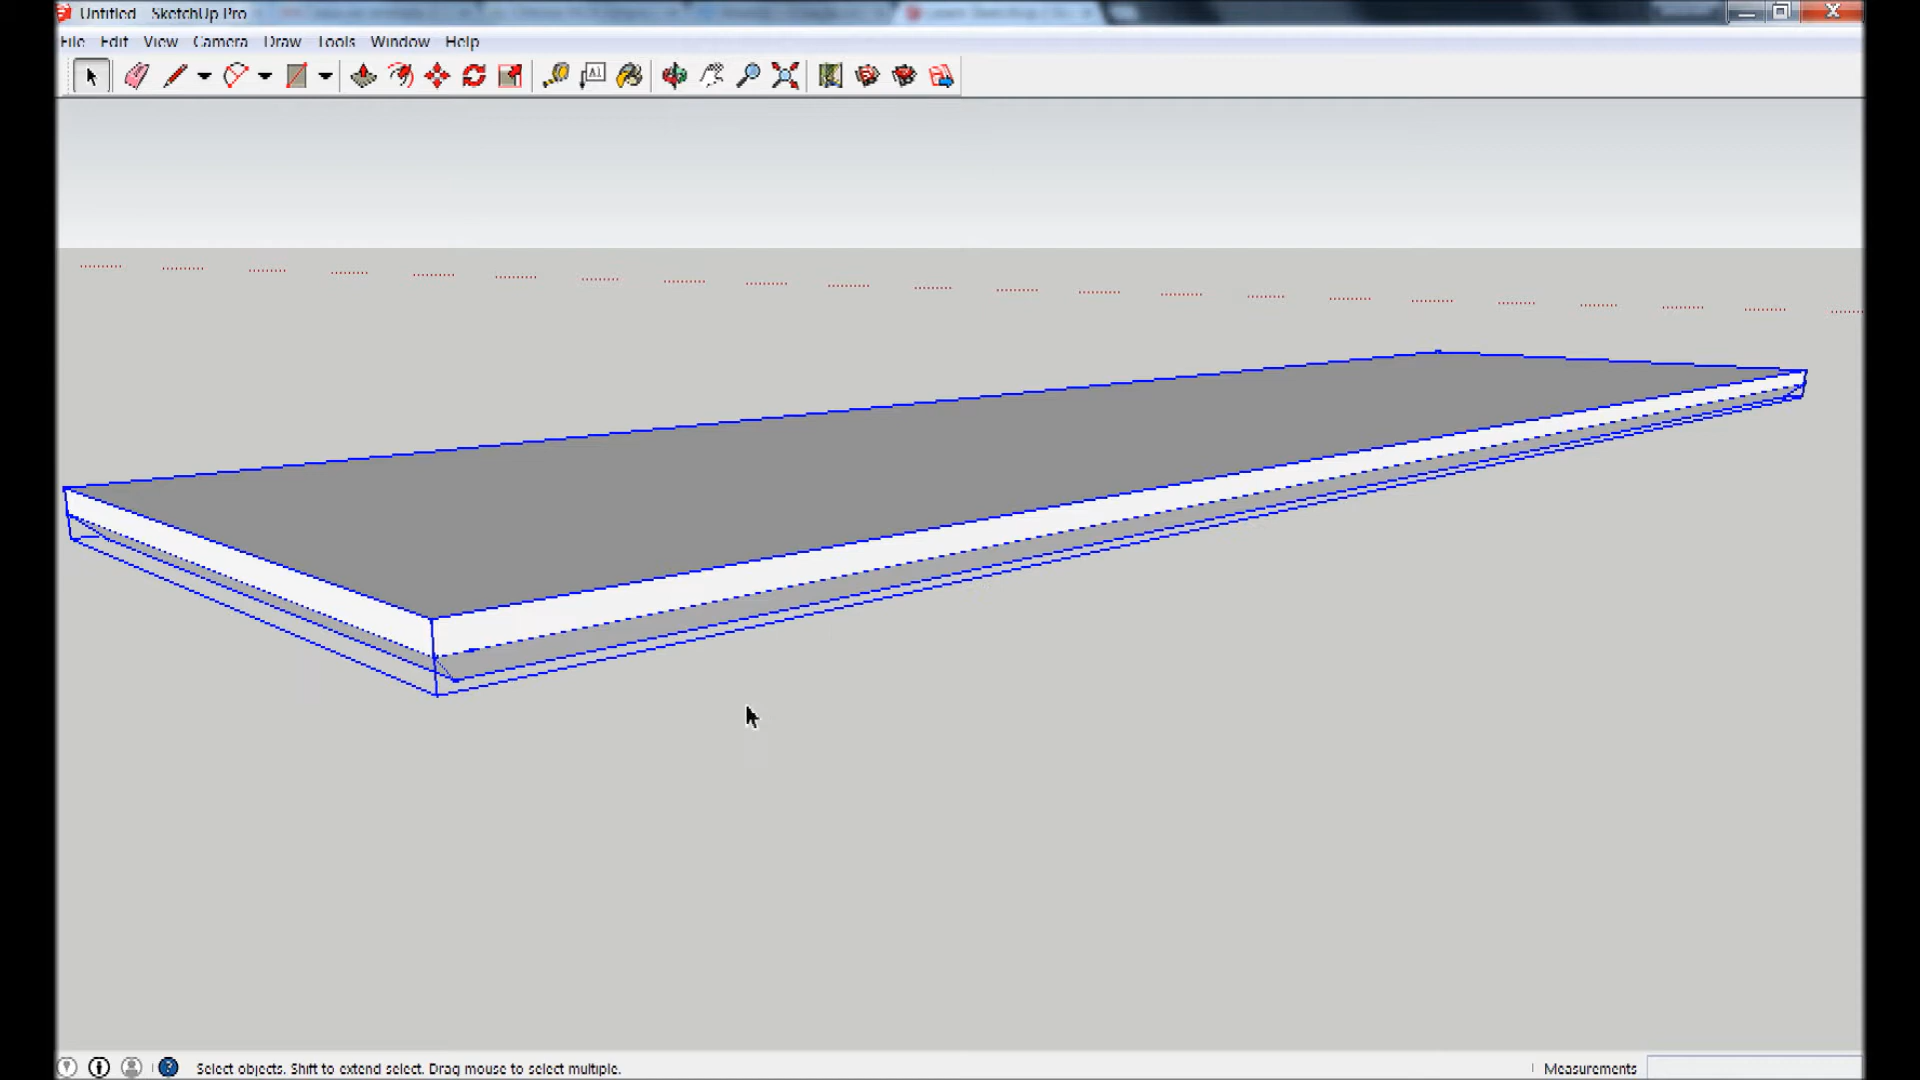 Untitled SketchUp Pro
File Edit View Camera Draw Tools Window Help
A1
Select objects. Shift to extend select. Drag mouse to select multiple.
Measurements